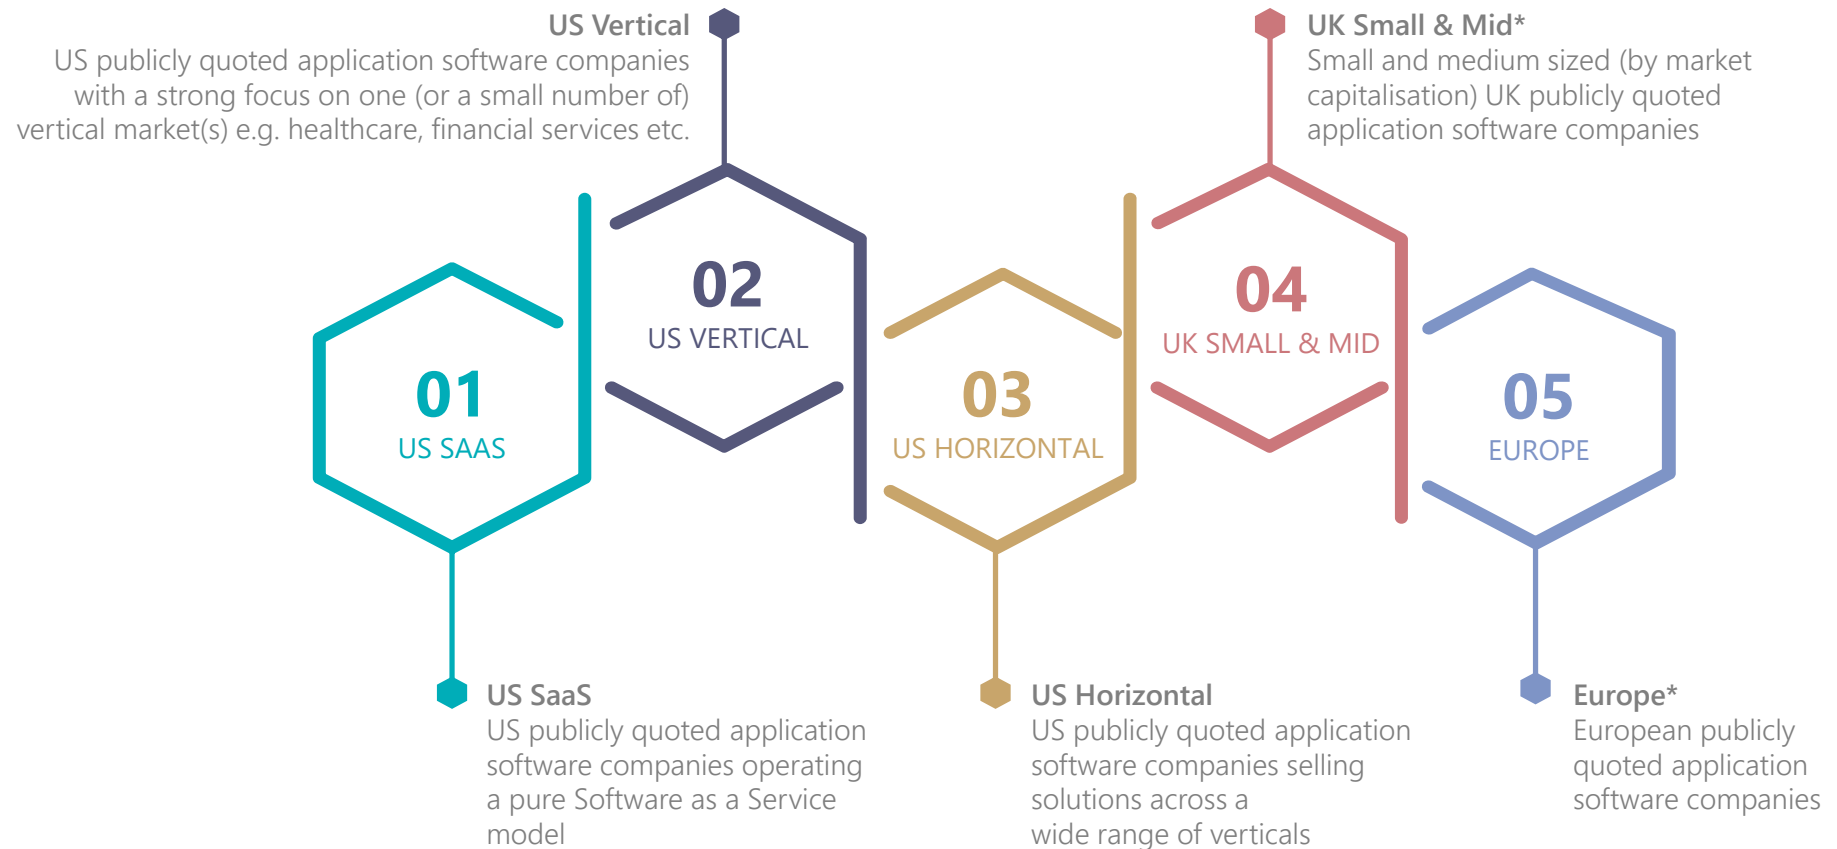 US Vertical
US publicly quoted application software companies
with a strong focus on one (or a small number of)
vertical market(s) e.g. healthcare, financial services etc.
UK Small & Mid*
Small and medium sized (by market
capitalisation) UK publicly quoted
application software companies
01
US SAAS
02
US VERTICAL
03
US HORIZONTAL
04
UK SMALL & MID
05
EUROPE
US SaaS
US publicly quoted application
software companies operating
a pure Software as a Service
model
US Horizontal
US publicly quoted application
software companies selling
solutions across a
wide range of verticals
Europe*
European publicly
quoted application
software companies